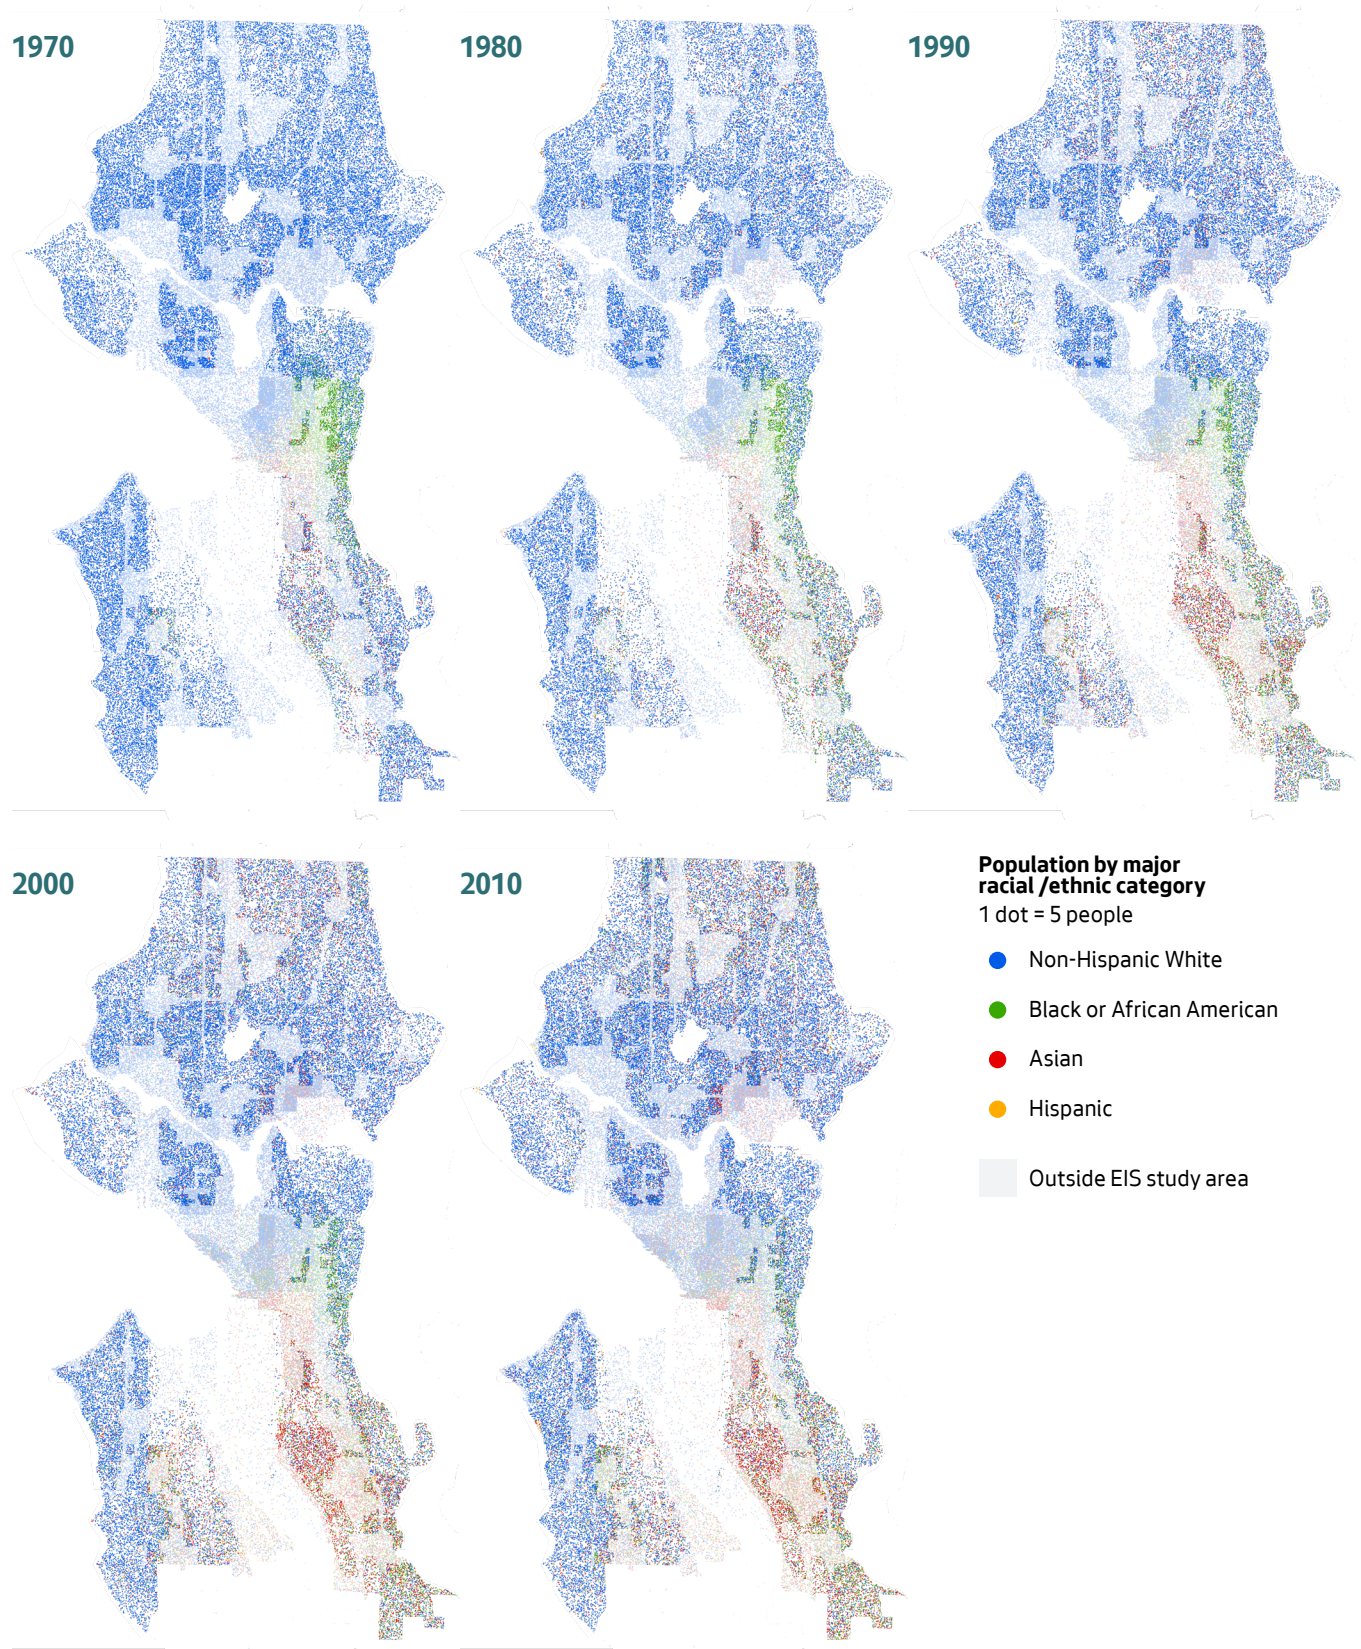 1970
1980
1990
2000
2010
Population by major
racial /ethnic category
1 dot = 5 people
Non-Hispanic White
Black or African American
Asian
Hispanic
Outside EIS study area